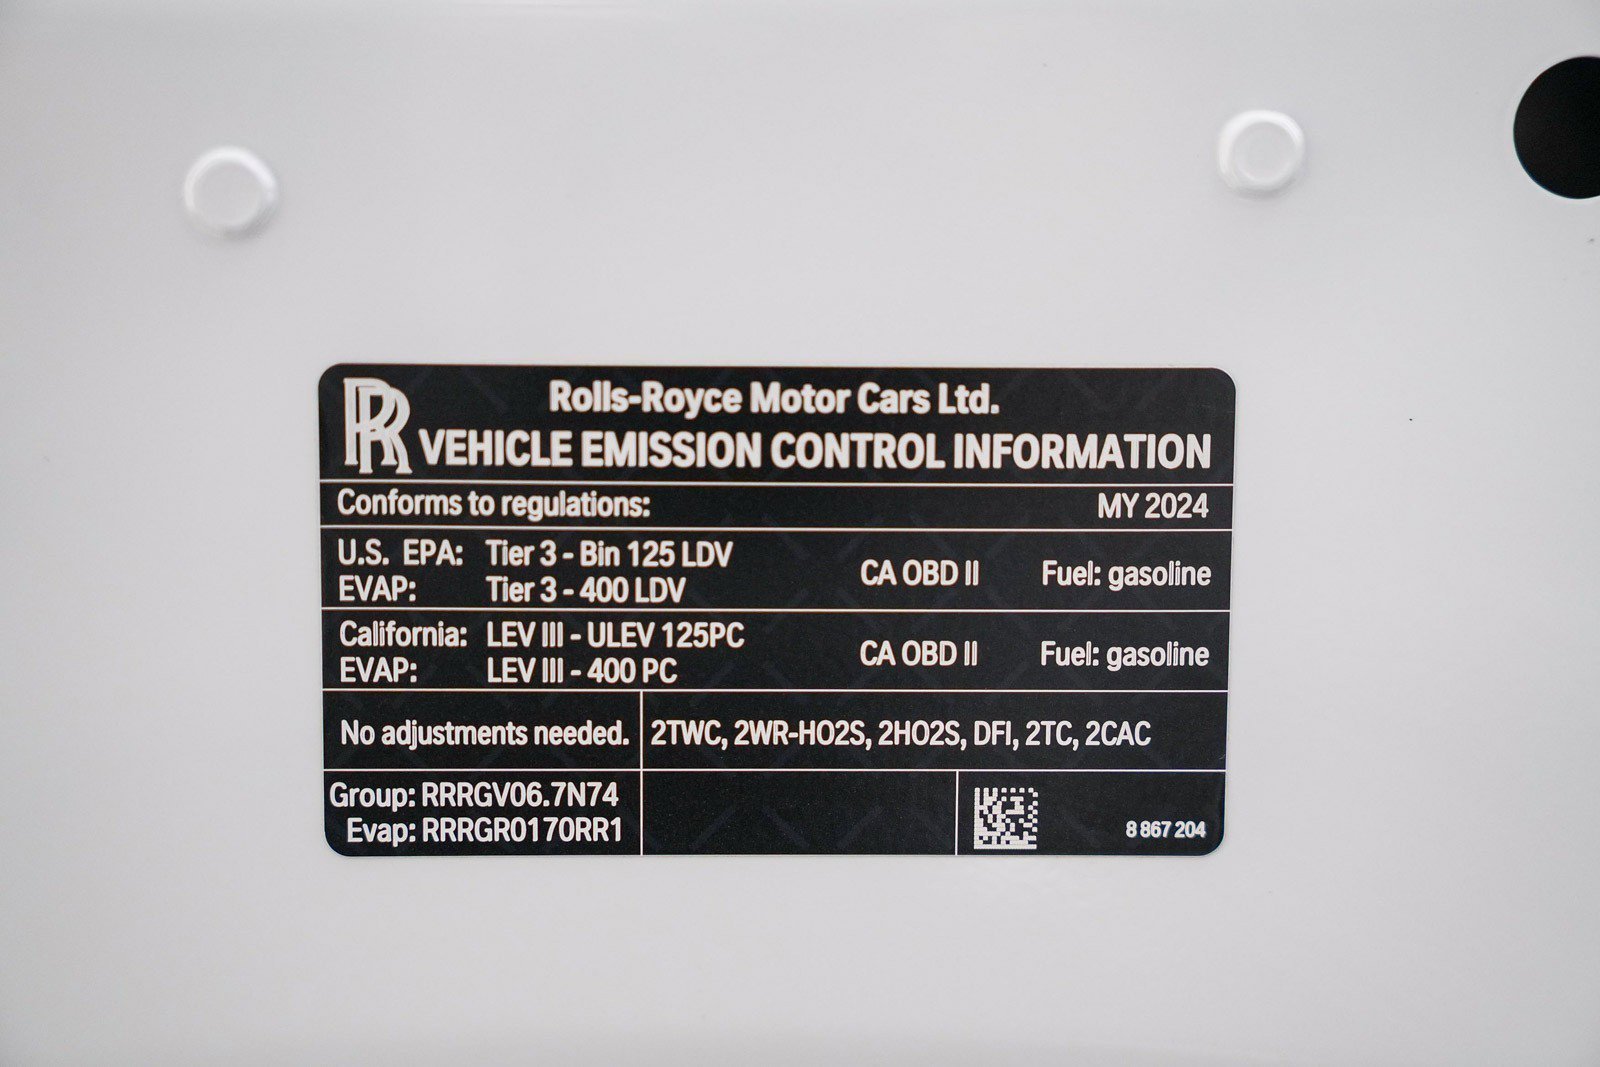 RR
Rolls-Royce Motor Cars Ltd.
VEHICLE EMISSION CONTROL INFORMATION
Conforms to regulations: MY 2024
U.S. EPA: Tier 3 - Bin 125 LDV
EVAP: Tier 3 - 400 LDV
CA OBD II Fuel: gasoline
California: LEV III - ULEV 125PC
EVAP: LEV III - 400 PC
CA OBD II Fuel: gasoline
No adjustments needed. 2TWC, 2WR-HO2S, 2HO2S, DFI, 2TC, 2CAC
Group: RRRGV06.7N74
Evap: RRRGR0170RR1
8 867 204